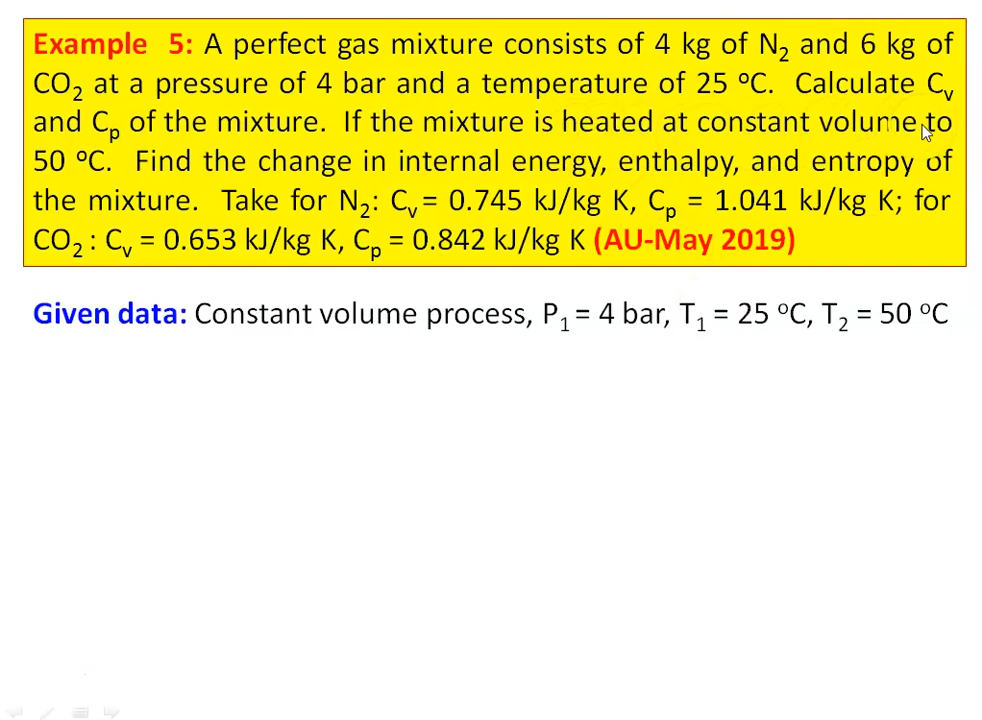 Example 5: A perfect gas mixture consists of 4 kg of N₂ and 6 kg of
CO₂ at a pressure of 4 bar and a temperature of 25 ºC. Calculate Cᵥ
and Cₚ of the mixture. If the mixture is heated at constant volume to
50 ºC. Find the change in internal energy, enthalpy, and entropy of
the mixture. Take for N₂: Cᵥ = 0.745 kJ/kg K, Cₚ = 1.041 kJ/kg K; for
CO₂ : Cᵥ = 0.653 kJ/kg K, Cₚ = 0.842 kJ/kg K (AU-May 2019)
Given data: Constant volume process, P₁ = 4 bar, T₁ = 25 ºC, T₂ = 50 ºC